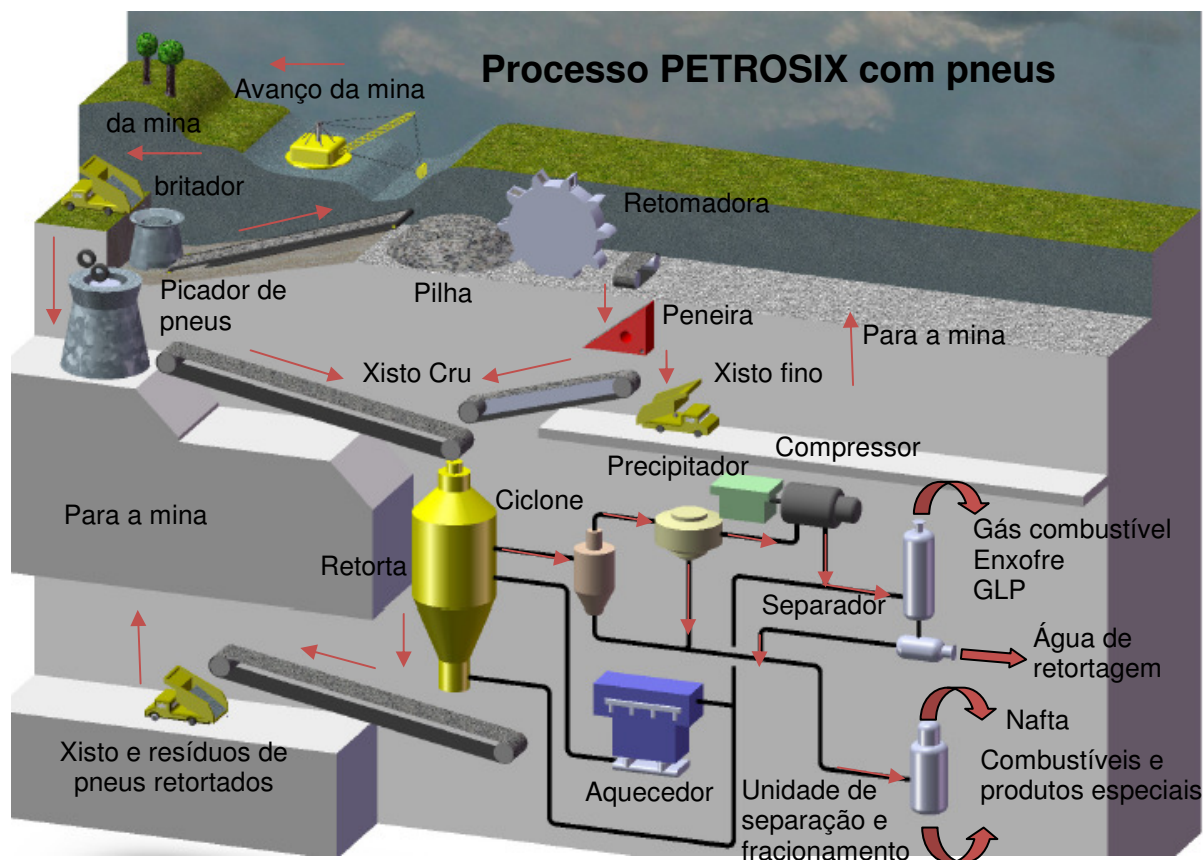 Processo PETROSIX com pneus
Avanço da mina
da mina
britador
Retomadora
Picador de
pneus
Pilha
Peneira
Para a mina
Xisto Cru
Xisto fino
Compressor
Precipitador
Ciclone
Para a mina
Retorta
Gás combustível
Enxofre
GLP
Separador
Água de
retortagem
Nafta
Xisto e resíduos de
pneus retortados
Aquecedor
Unidade de
separação e
fracionamento
Combustíveis e
produtos especiais